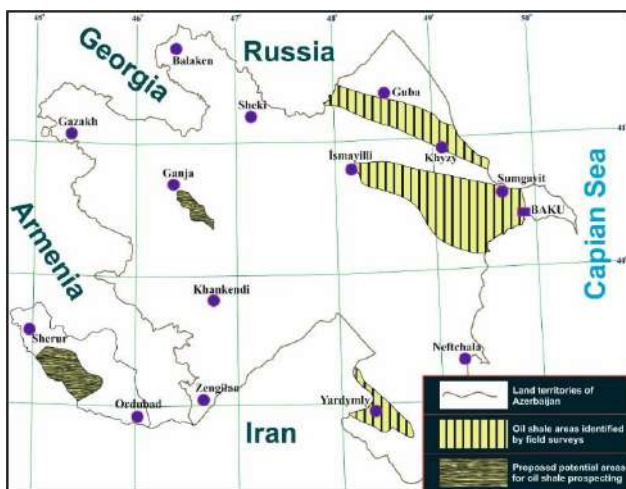 45
46
47
48
49
50
Russia
Georgia
Balaken
Sheki
Guba
Gazakh
41
Khyzy
İsmayilli
Ganja
Sumgayit
BAKU
Capian Sea
Armenia
Khankendi
Sherur
Neftchala
Zengilan
Ordubad
Yardymly
Iran
Land territories of
Azerbaijan
Oil shale areas identified
by field surveys
Proposed potential areas
for oil shale prospecting